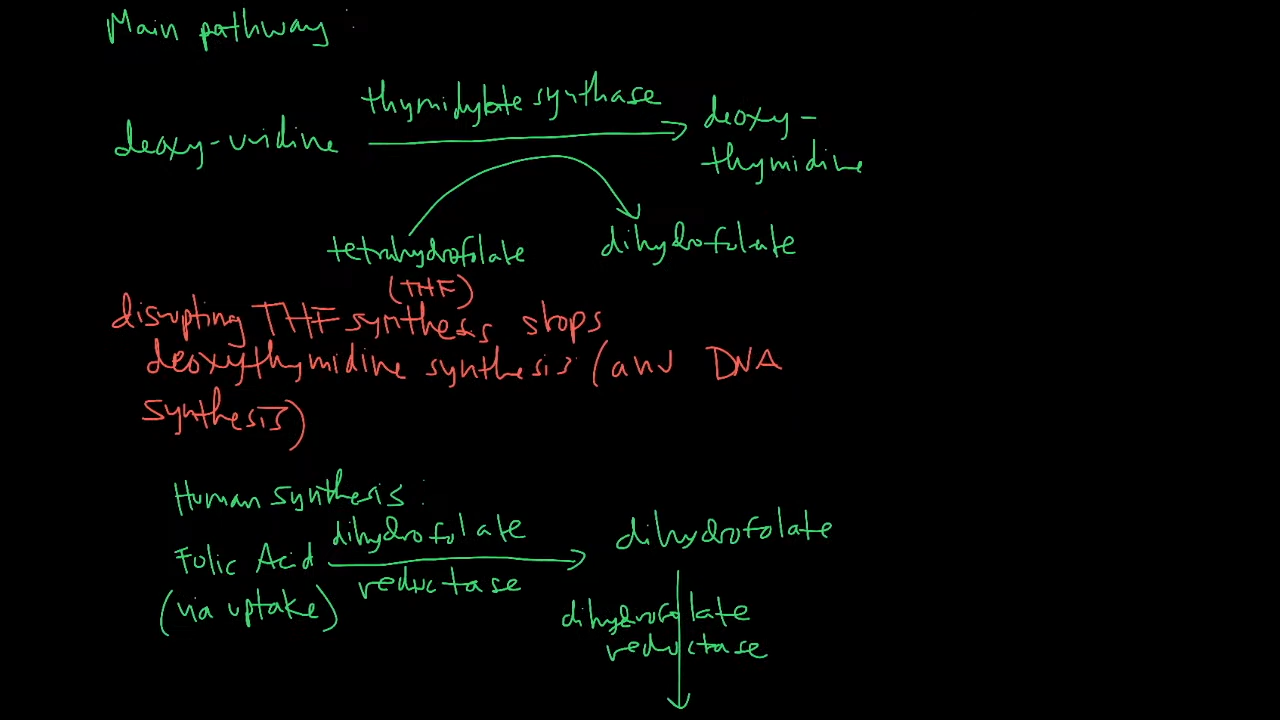 Main pathway:
thymidylate synthase
deoxy-uridine
deoxy-
thymidine
tetrahydrofolate
dihydrofolate
(THF)
disrupting THF synthesis stops
deoxythymidine synthesis (and DNA
synthesis)
Human synthesis:
Folic Acid
dihydrofolate
reductase
dihydrofolate
(via uptake)
dihydrofolate
reductase